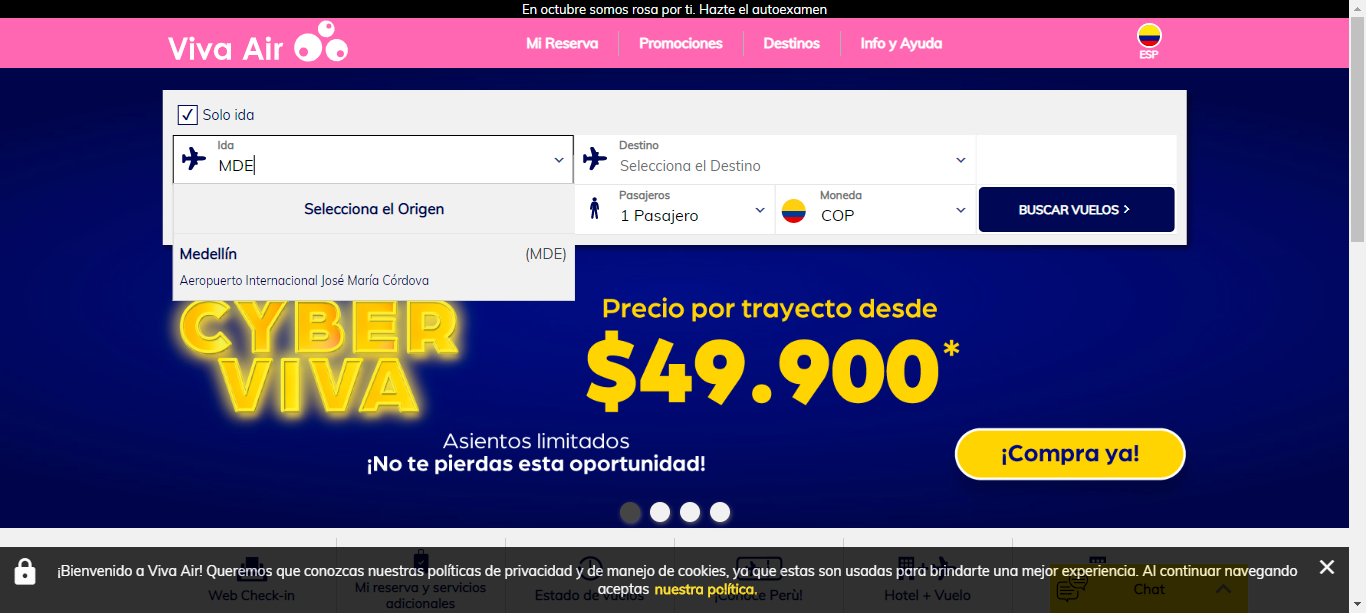 En octubre somos rosa por ti. Hazte el autoexamen
Viva Air
Mi Reserva
Promociones
Destinos
Info y Ayuda
ESP
Solo ida
Ida
MDE
Destino
Selecciona el Destino
Selecciona el Origen
Pasajeros
1 Pasajero
Moneda
COP
BUSCAR VUELOS >
Medellín (MDE)
Aeropuerto Internacional José María Córdova
CYBER
VIVA
Precio por trayecto desde
$49.900*
Asientos limitados
¡No te pierdas esta oportunidad!
¡Compra ya!
¡Bienvenido a Viva Air! Queremos que conozcas nuestras políticas de privacidad y de manejo de cookies, ya que estas son usadas para brindarte una mejor experiencia. Al continuar navegando
aceptas nuestra política.
Web Check-in
Mi reserva y servicios
adicionales
Estado de vuelos
¡Conoce Perù!
Hotel + Vuelo
Chat